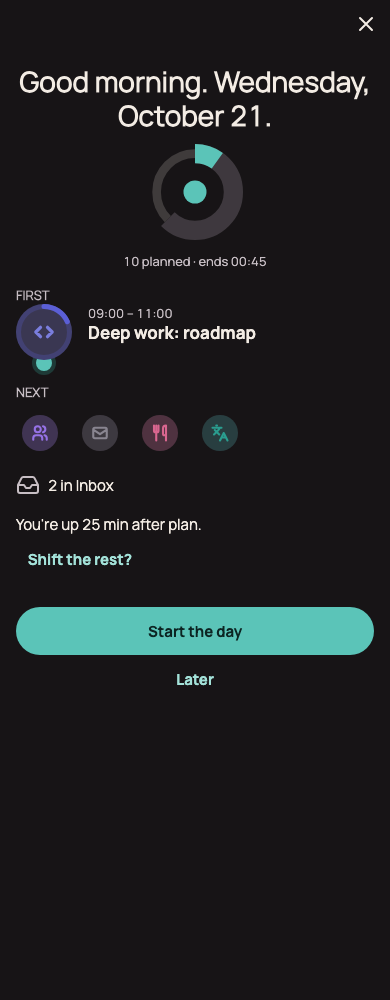 Good morning. Wednesday,
October 21.
10 planned · ends 00:45
FIRST
09:00 – 11:00
Deep work: roadmap
NEXT
2 in Inbox
You're up 25 min after plan.
Shift the rest?
Start the day
Later